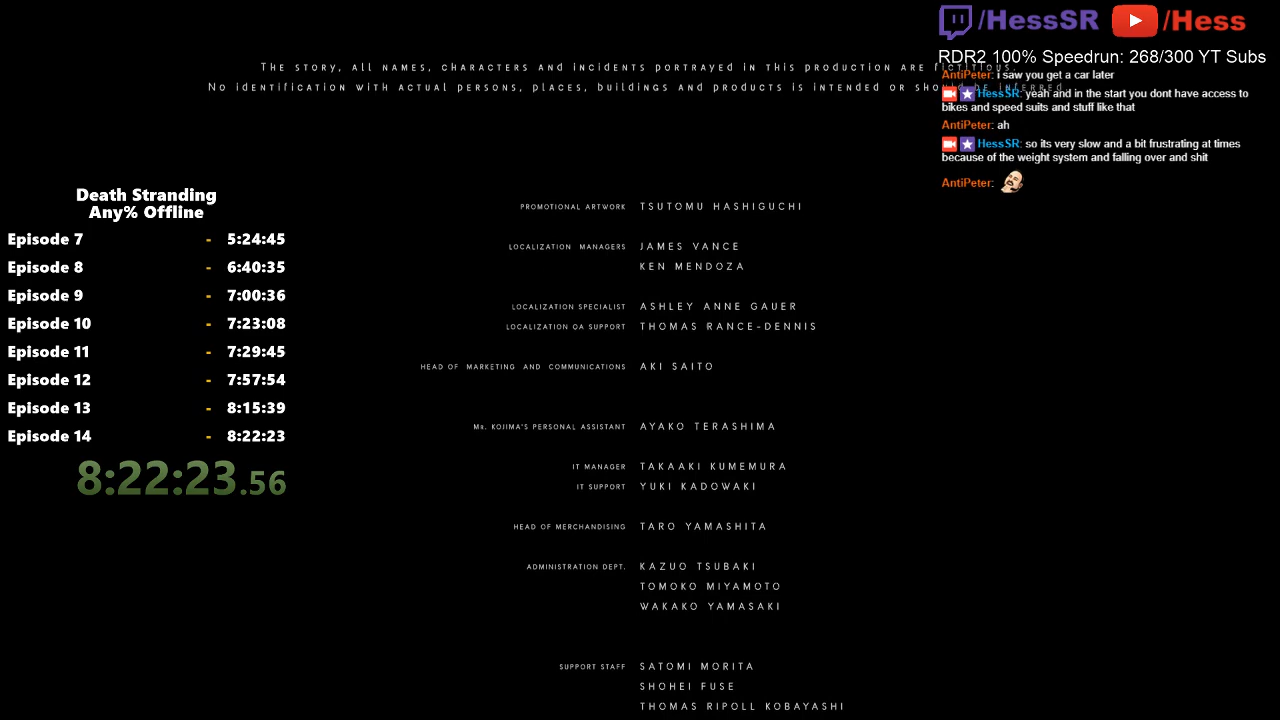 /HessSR /Hess
RDR2 100% Speedrun: 268/300 YT Subs
The story, all names, characters and incidents portrayed in this production are fictitious.
No identification with actual persons, places, buildings and products is intended or should be inferred
AntiPeter: i saw you get a car later
HessSR: yeah and in the start you dont have access to
bikes and speed suits and stuff like that
AntiPeter: ah
HessSR: so its very slow and a bit frustrating at times
because of the weight system and falling over and shit
AntiPeter:
Death Stranding
Any% Offline
Episode 7 - 5:24:45
Episode 8 - 6:40:35
Episode 9 - 7:00:36
Episode 10 - 7:23:08
Episode 11 - 7:29:45
Episode 12 - 7:57:54
Episode 13 - 8:15:39
Episode 14 - 8:22:23
8:22:23.56
PROMOTIONAL ARTWORK TSUTOMU HASHIGUCHI
LOCALIZATION MANAGERS JAMES VANCE
KEN MENDOZA
LOCALIZATION SPECIALIST ASHLEY ANNE GAUER
LOCALIZATION QA SUPPORT THOMAS RANCE-DENNIS
HEAD OF MARKETING AND COMMUNICATIONS AKI SAITO
Mr. KOJIMA'S PERSONAL ASSISTANT AYAKO TERASHIMA
IT MANAGER TAKAAKI KUMEMURA
IT SUPPORT YUKI KADOWAKI
HEAD OF MERCHANDISING TARO YAMASHITA
ADMINISTRATION DEPT. KAZUO TSUBAKI
TOMOKO MIYAMOTO
WAKAKO YAMASAKI
SUPPORT STAFF SATOMI MORITA
SHOHEI FUSE
THOMAS RIPOLL KOBAYASHI